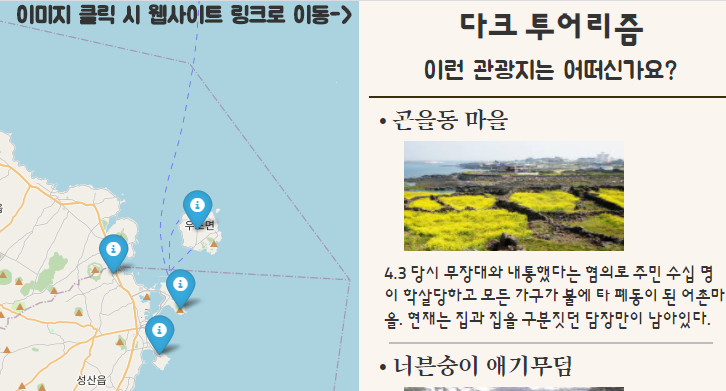 이미지 클릭 시 웹사이트 링크로 이동->
우도면
성산읍
다크 투어리즘
이런 관광지는 어떠신가요?
• 곤을동 마을
4.3 당시 무장대와 내통했다는 혐의로 주민 수십 명
이 학살당하고 모든 가구가 불에 타 폐동이 된 어촌마
을. 현재는 집과 집을 구분짓던 담장만이 남아있다.
• 너븐숭이 애기무덤